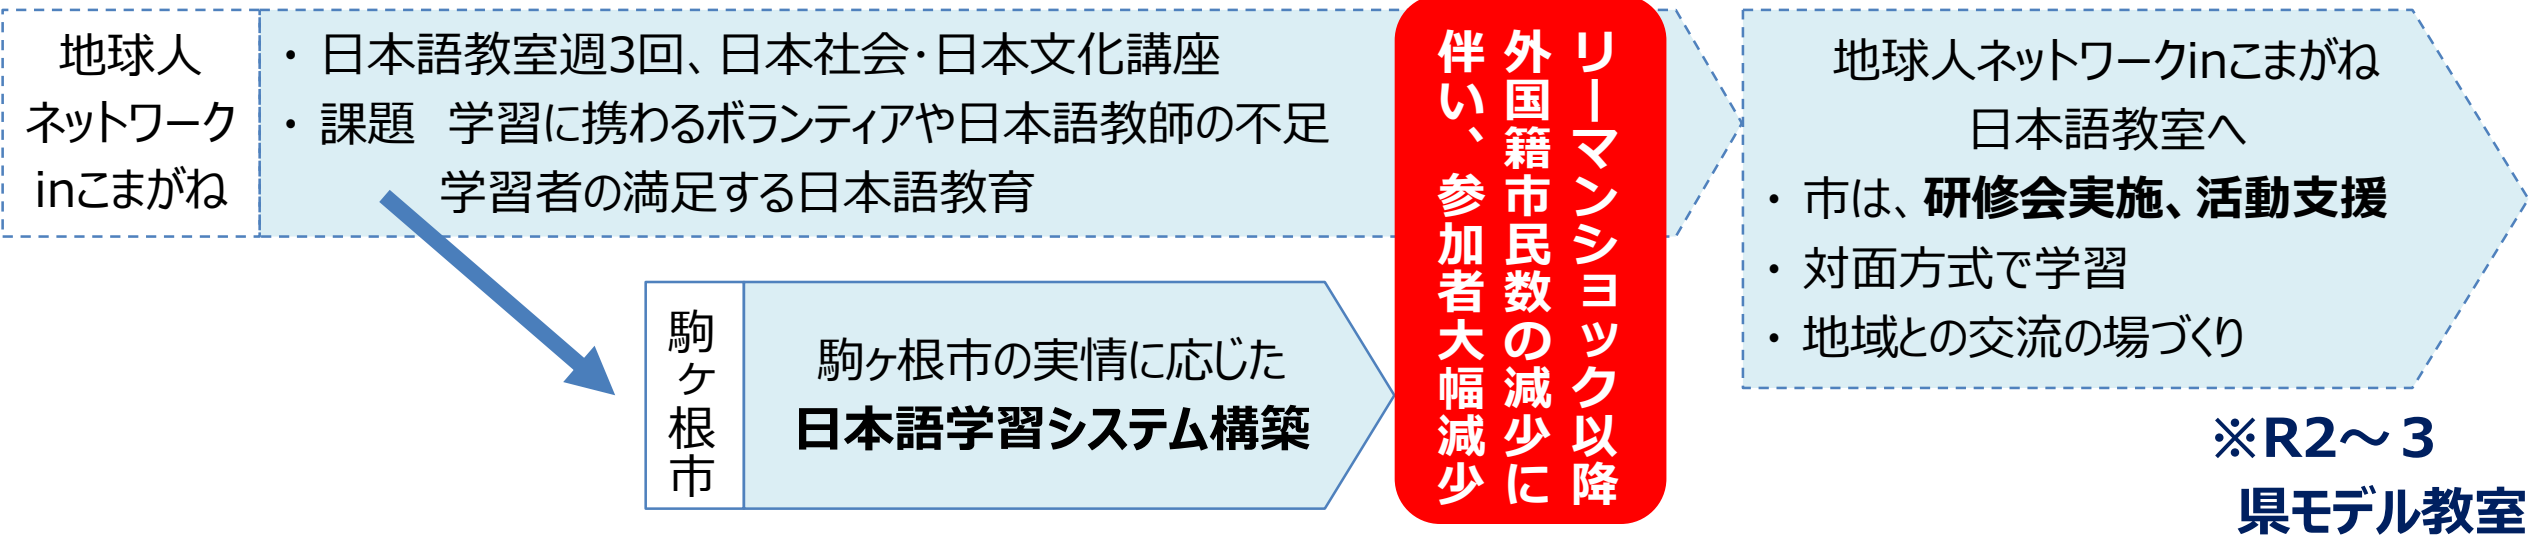 地球人
ネットワーク
inこまがね
・ 日本語教室週3回、日本社会・日本文化講座
・ 課題　学習に携わるボランティアや日本語教師の不足
学習者の満足する日本語教育
駒ヶ根市
駒ヶ根市の実情に応じた
日本語学習システム構築
リーマンショック以降
外国籍市民数の減少に
伴い、参加者大幅減少
地球人ネットワークinこまがね
日本語教室へ
・ 市は、研修会実施、活動支援
・ 対面方式で学習
・ 地域との交流の場づくり
※R2～３
県モデル教室